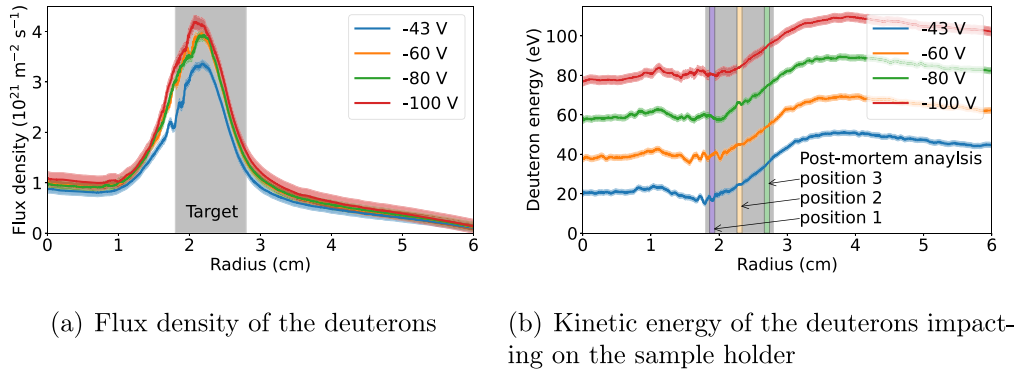 Flux density (10²¹ m⁻² s⁻¹)
4
3
2
1
0
-43 V
-60 V
-80 V
-100 V
Target
0 1 2 3 4 5 6
Radius (cm)
(a) Flux density of the deuterons
Deuteron energy (eV)
100
80
60
40
20
0
-43 V
-60 V
-80 V
-100 V
Post-mortem anaylsis
position 3
position 2
position 1
0 1 2 3 4 5 6
Radius (cm)
(b) Kinetic energy of the deuterons impact-
ing on the sample holder